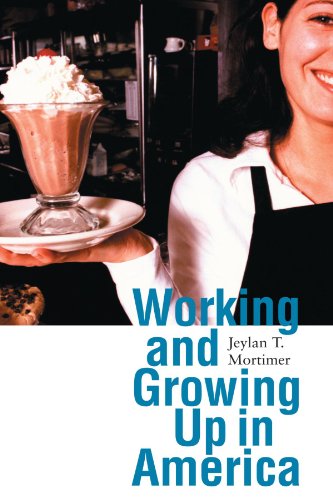 Working
and
Growing
Up in
America
Jeylan T.
Mortimer